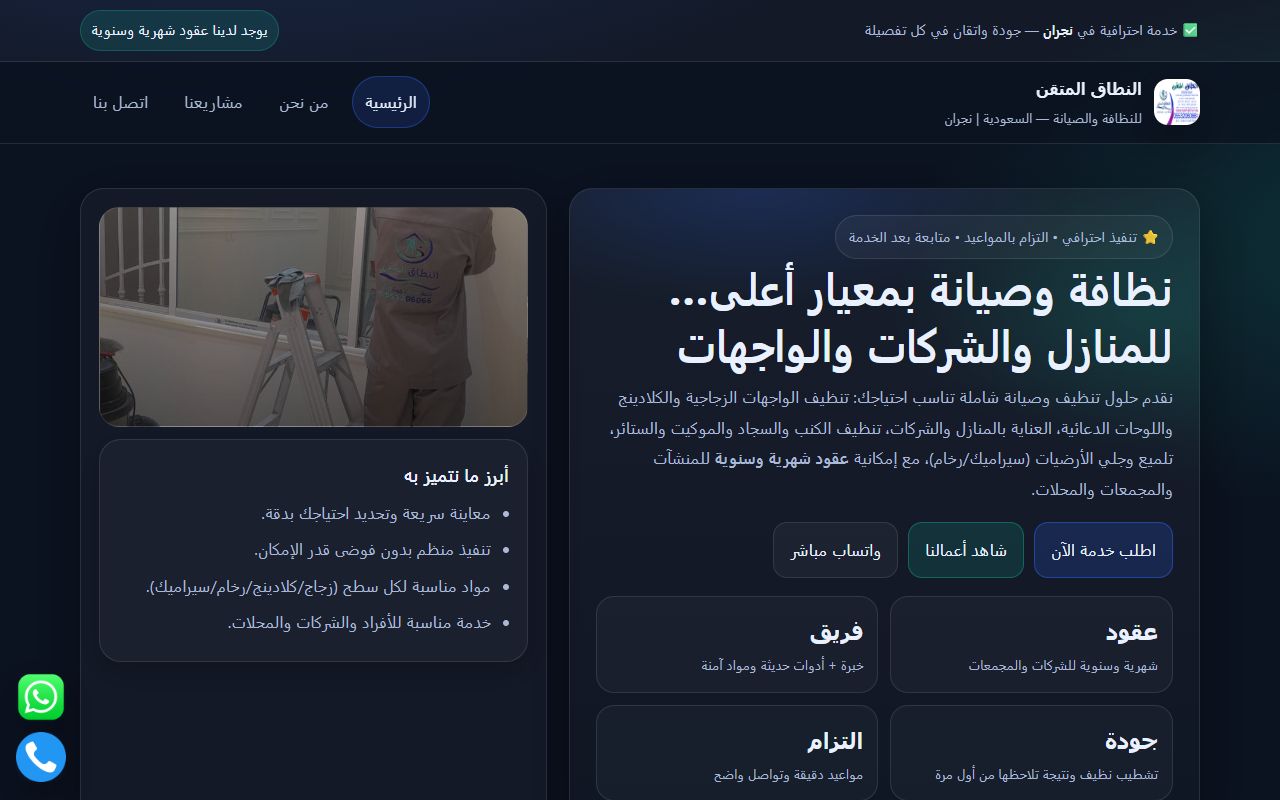 ✅ خدمة احترافية في نجران — جودة واتقان في كل تفصيلة
يوجد لدينا عقود شهرية وسنوية
النطاق المتقن
للنظافة والصيانة — السعودية | نجران
الرئيسية
من نحن
مشاريعنا
اتصل بنا
⭐ تنفيذ احترافي • التزام بالمواعيد • متابعة بعد الخدمة
نظافة وصيانة بمعيار أعلى...
للمنازل والشركات والواجهات
نقدم حلول تنظيف وصيانة شاملة تناسب احتياجك: تنظيف الواجهات الزجاجية والكلادينج
واللوحات الدعائية، العناية بالمنازل والشركات، تنظيف الكنب والسجاد والموكيت والستائر،
تلميع وجلي الأرضيات (سيراميك/رخام)، مع إمكانية عقود شهرية وسنوية للمنشآت
والمجمعات والمحلات.
اطلب خدمة الآن
شاهد أعمالنا
واتساب مباشر
عقود
شهرية وسنوية للشركات والمجمعات
فريق
خبرة + أدوات حديثة ومواد آمنة
جودة
تشطيب نظيف ونتيجة تلاحظها من أول مرة
التزام
مواعيد دقيقة وتواصل واضح
النطاق
أبرز ما نتميز به
• معاينة سريعة وتحديد احتياجك بدقة.
• تنفيذ منظم بدون فوضى قدر الإمكان.
• مواد مناسبة لكل سطح (زجاج/كلادينج/رخام/سيراميك).
• خدمة مناسبة للأفراد والشركات والمحلات.